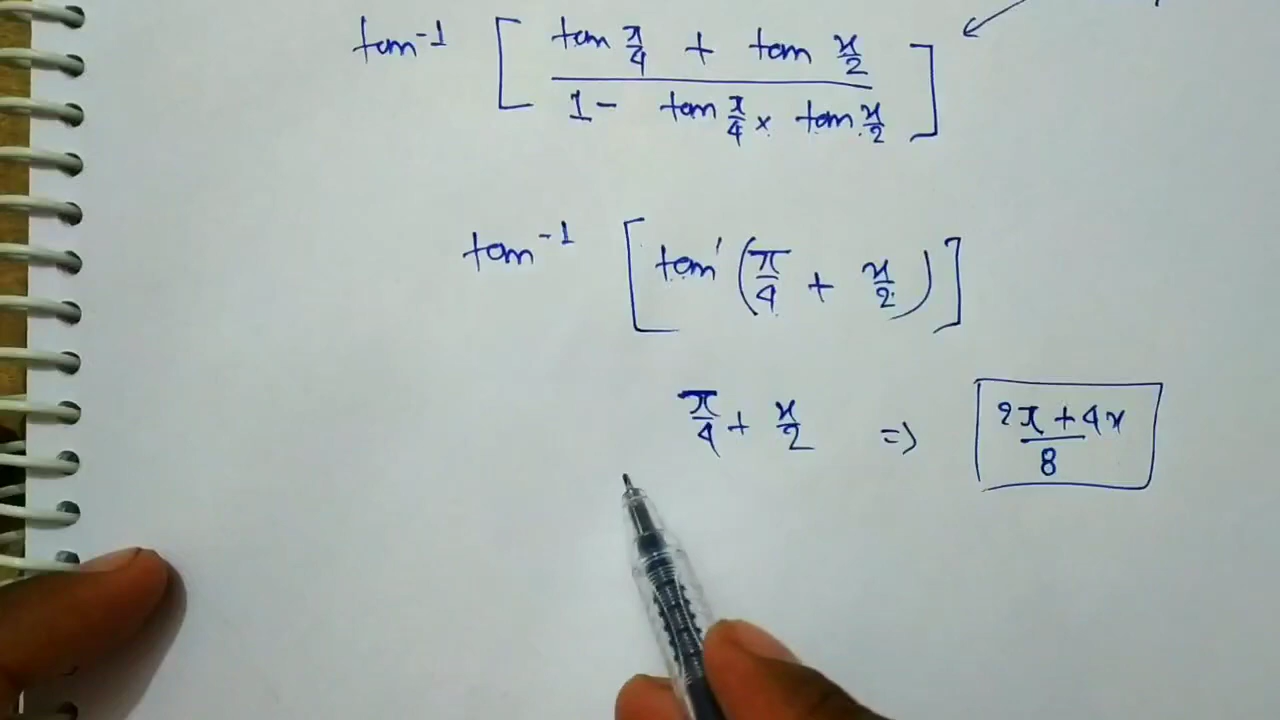 tan⁻¹ [ (tan π/4 + tan x/2) / (1 - tan π/4 × tan x/2) ]
tan⁻¹ [ tan (π/4 + x/2) ]
π/4 + x/2 => (2π + 4x) / 8